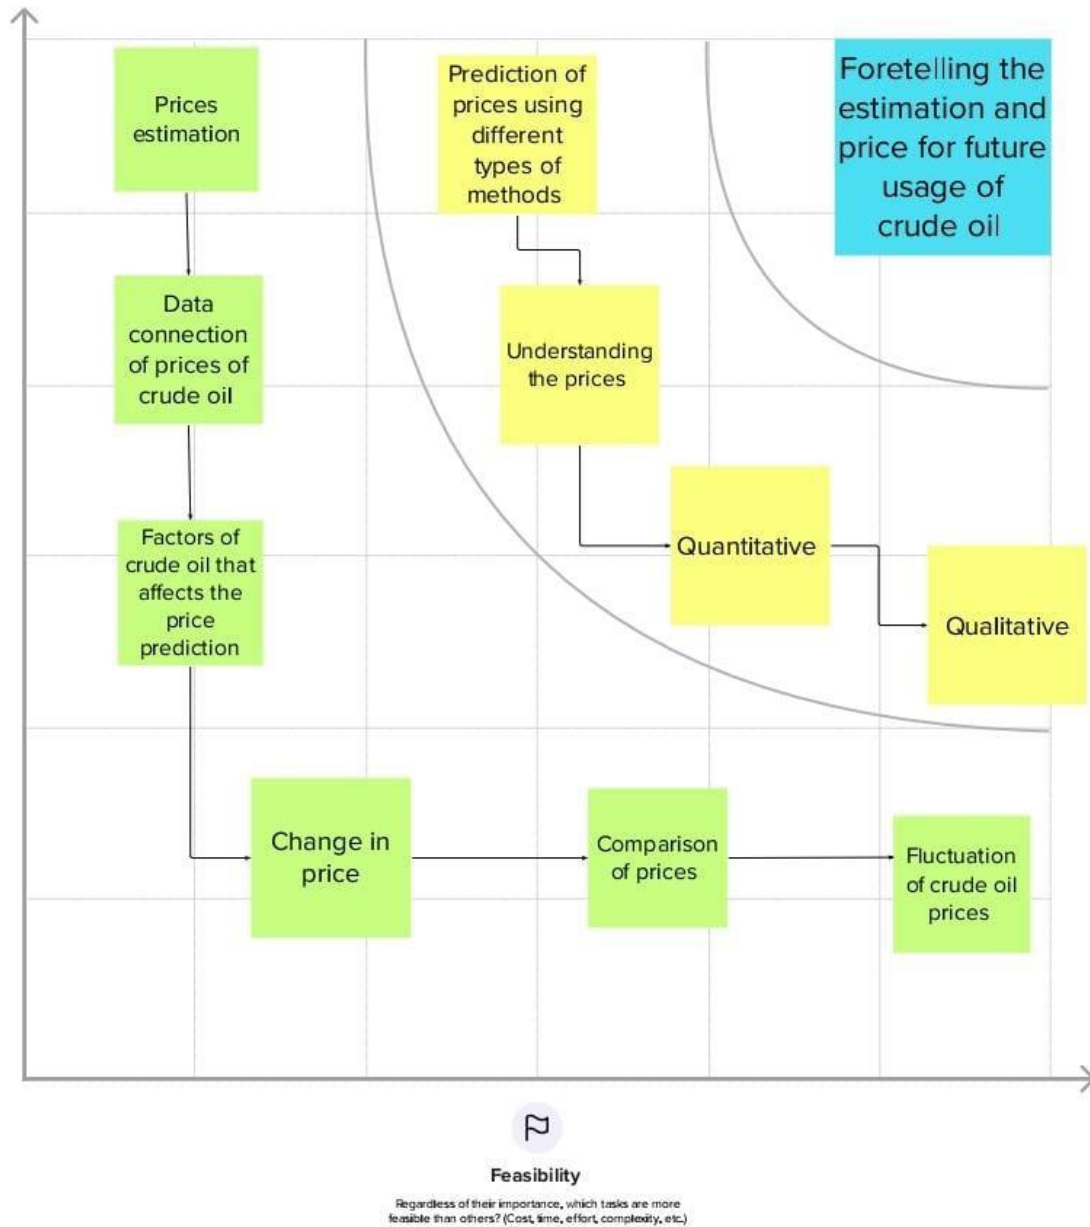 Prices
estimation
Data
connection
of prices of
crude oil
Factors of
crude oil that
affects the
price
prediction
Change in
price
Comparison
of prices
Fluctuation
of crude oil
prices
Prediction of
prices using
different
types of
methods
Understanding
the prices
Quantitative
Qualitative
Foretelling the
estimation and
price for future
usage of
crude oil
Feasibility
Regardless of their importance, which tasks are more
feasible than others? (Cost, time, effort, complexity, etc.)